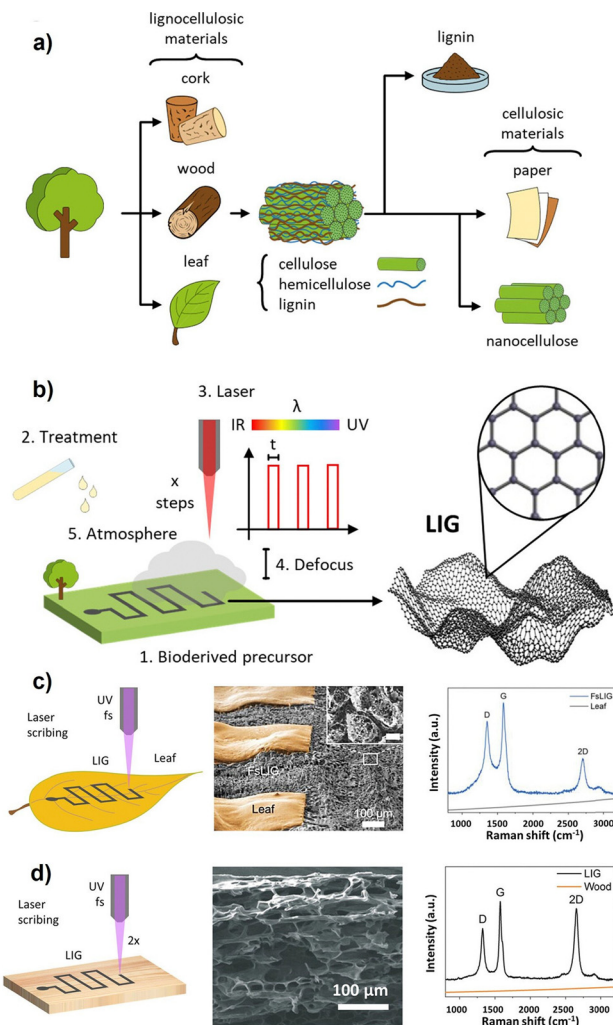 a)
lignocellulosic
materials
cork
wood
leaf
cellulose
hemicellulose
lignin
lignin
cellulosic
materials
paper
nanocellulose
b)
2. Treatment
3. Laser
λ
IR
UV
t
x
steps
5. Atmosphere
4. Defocus
1. Bioderived precursor
LIG
c)
Laser
scribing
UV
fs
LIG
Leaf
FsLIG
Leaf
100 µm
Intensity (a.u.)
D
G
2D
FsLIG
Leaf
1000 1500 2000 2500 3000
Raman shift (cm-1)
d)
Laser
scribing
UV
fs
2x
LIG
100 µm
Intensity (a.u.)
D
G
2D
LIG
Wood
1000 1500 2000 2500 3000
Raman shift (cm-1)